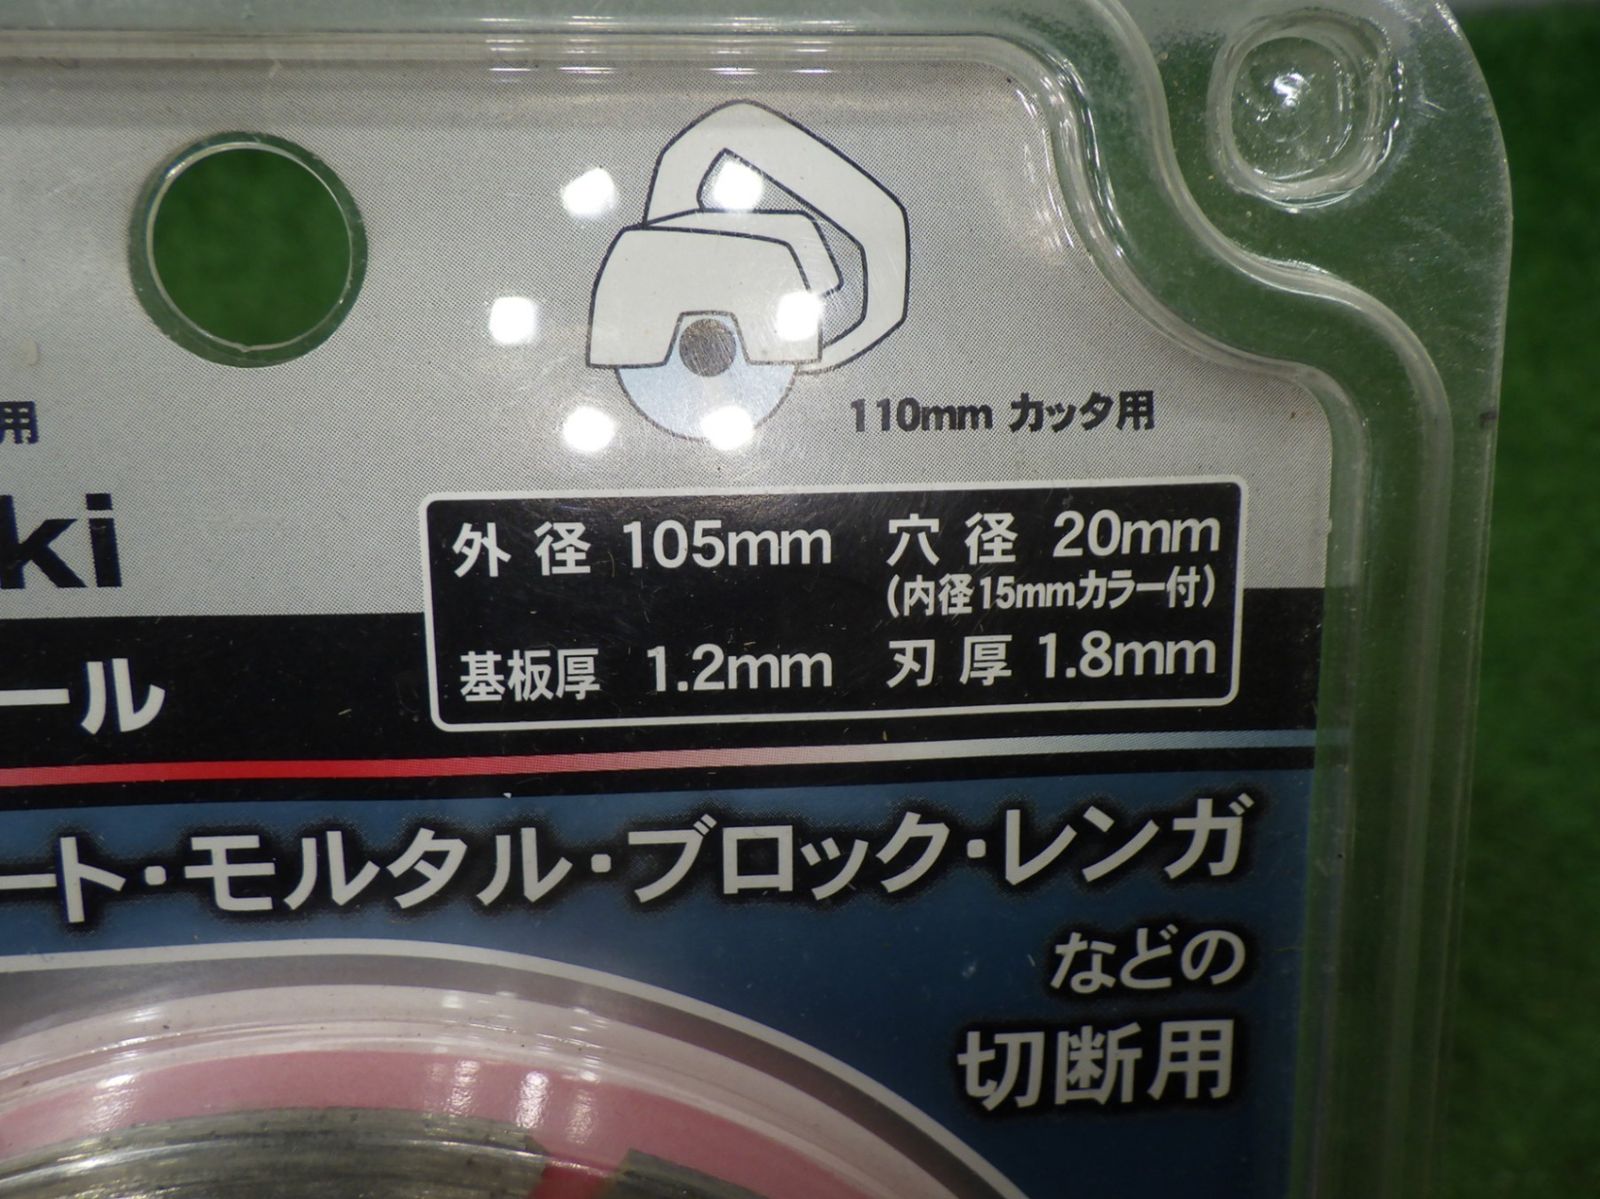 110mm カッタ用
用
ki
外径 105mm 穴径 20mm
(内径15mmカラー付)
基板厚 1.2mm 刃厚 1.8mm
ール
ート・モルタル・ブロック・レンガ
などの
切断用